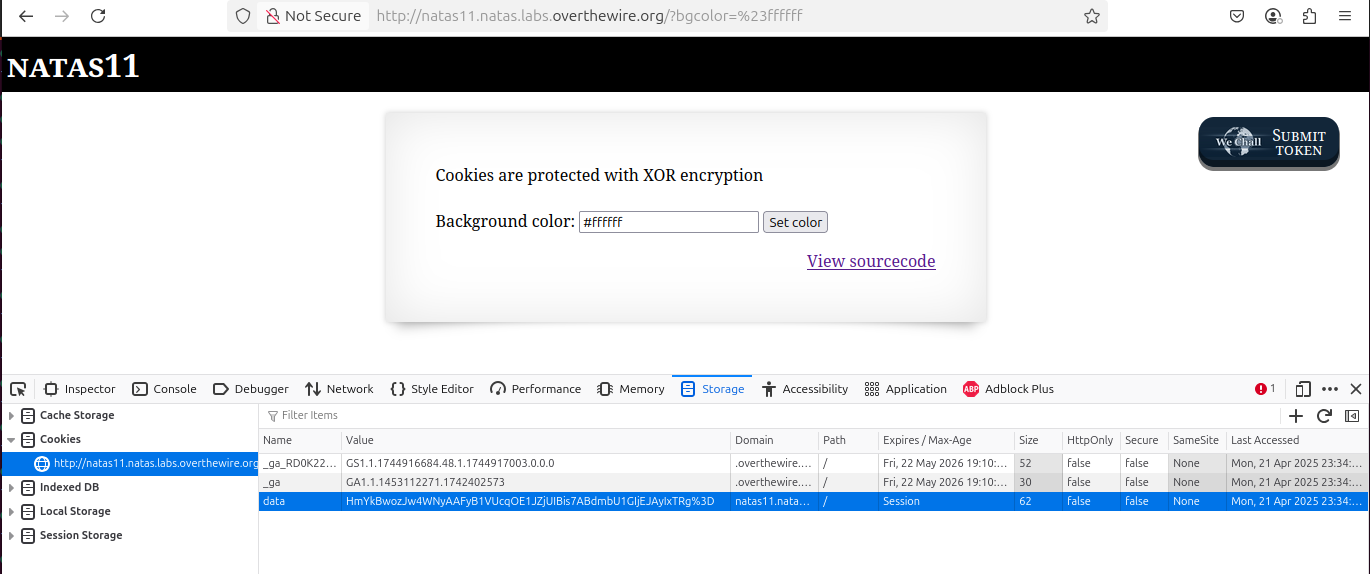 Not Secure http://natas11.natas.labs.overthewire.org/?bgcolor=%23ffffff
NATAS11
We Chall SUBMIT TOKEN
Cookies are protected with XOR encryption
Background color: #ffffff Set color
View sourcecode
Inspector Console Debugger Network Style Editor Performance Memory Storage Accessibility Application ABP Adblock Plus 1
Cache Storage
Cookies
http://natas11.natas.labs.overthewire.org
Indexed DB
Local Storage
Session Storage
Filter Items
Name Value Domain Path Expires / Max-Age Size HttpOnly Secure SameSite Last Accessed
_ga_RD0K22... GS1.1.1744916684.48.1.1744917003.0.0.0 .overthewire.... / Fri, 22 May 2026 19:10:... 52 false false None Mon, 21 Apr 2025 23:34:...
_ga GA1.1.1453112271.1742402573 .overthewire.... / Fri, 22 May 2026 19:10:... 30 false false None Mon, 21 Apr 2025 23:34:...
data HmYkBwozJw4WNyAAFyB1VUcqOE1JZjUIBis7ABdmbU1GIjEJAyIxTRg%3D natas11.nata... / Session 62 false false None Mon, 21 Apr 2025 23:34:...